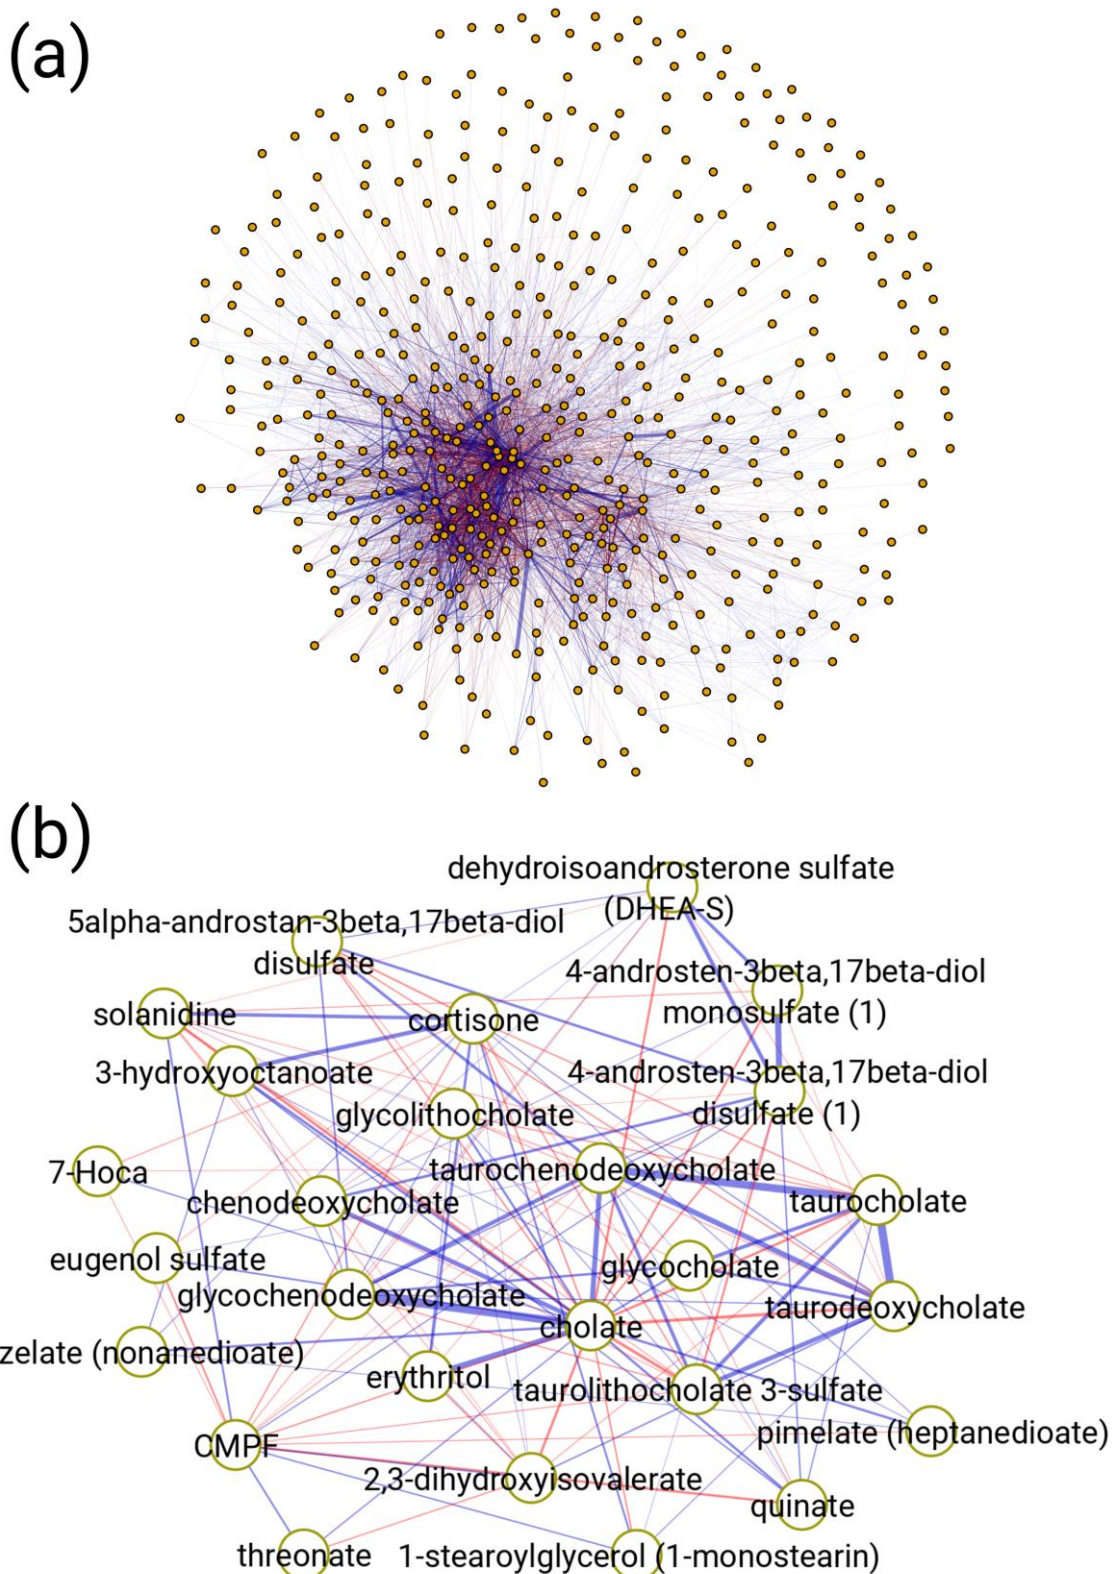 (a)
(b)
dehydroisoandrosterone sulfate
(DHEA-S)
5alpha-androstan-3beta,17beta-diol
disulfate
4-androsten-3beta,17beta-diol
monosulfate (1)
solanidine
cortisone
3-hydroxyoctanoate
4-androsten-3beta,17beta-diol
disulfate (1)
glycolithocholate
7-Hoca
taurochenodeoxycholate
chenodeoxycholate
taurocholate
eugenol sulfate
glycocholate
glycochenodeoxycholate
taurodeoxycholate
cholate
zelate (nonanedioate)
erythritol
taurolithocholate 3-sulfate
pimelate (heptanedioate)
CMPF
2,3-dihydroxyisovalerate
quinate
threonate
1-stearoylglycerol (1-monostearin)